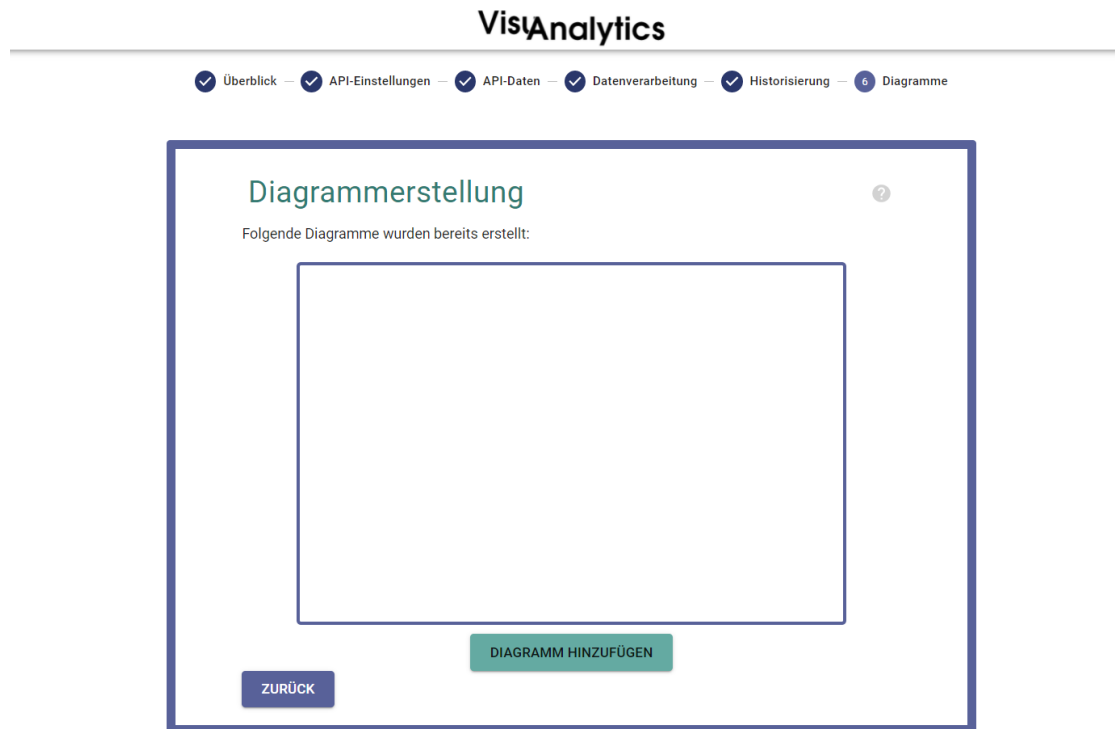 VisuAnalytics
Überblick — API-Einstellungen — API-Daten — Datenverarbeitung — Historisierung — 6 Diagramme
Diagrammerstellung ?
Folgende Diagramme wurden bereits erstellt:
DIAGRAMM HINZUFÜGEN
ZURÜCK